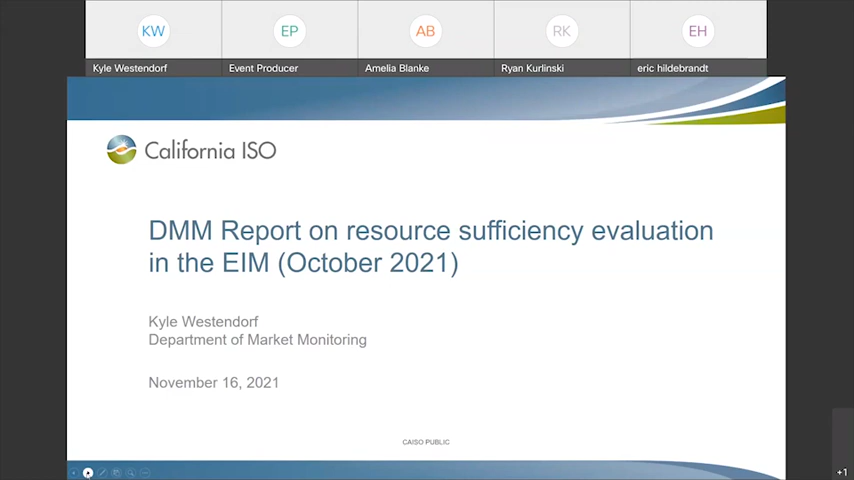 KW
EP
AB
RK
EH
Kyle Westendorf
Event Producer
Amelia Blanke
Ryan Kurlinski
eric hildebrandt
California ISO
DMM Report on resource sufficiency evaluation
in the EIM (October 2021)
Kyle Westendorf
Department of Market Monitoring
November 16, 2021
CAISO PUBLIC
+1